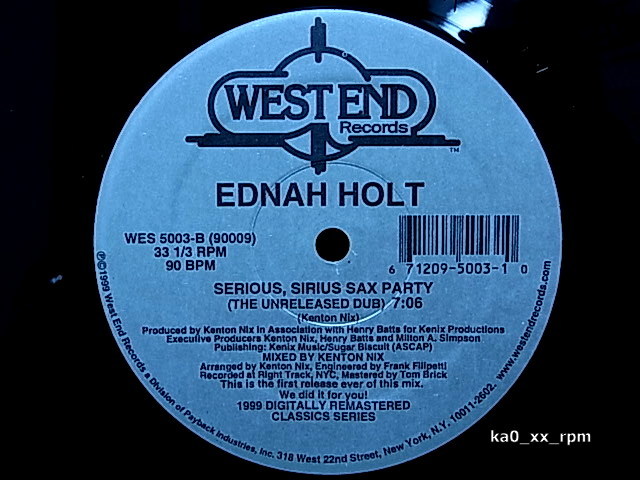 WEST END
Records
TM
EDNAH HOLT
WES 5003-B (90009)
33 1/3 RPM
90 BPM
6 71209-5003-1 0
SERIOUS, SIRIUS SAX PARTY
(THE UNRELEASED DUB) 7:06
(Kenton Nix)
Produced by Kenton Nix in Association with Henry Batts for Kenix Productions
Executive Producers Kenton Nix, Henry Batts and Milton A. Simpson
Publishing: Kenix Music/Sugar Biscuit (ASCAP)
MIXED BY KENTON NIX
Arranged by Kenton Nix, Engineered by Frank Filipetti
Recorded at Right Track, NYC, Mastered by Tom Brick
This is the first release ever of this mix.
We did it for you!
1999 DIGITALLY REMASTERED
CLASSICS SERIES
℗©1999 West End Records a Division of Payback Industries, Inc. 318 West 22nd Street, New York, N.Y. 10011-2602. www.westendrecords.com
ka0_xx_rpm